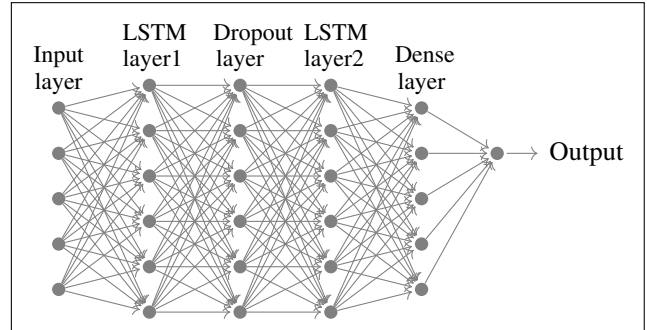 Input
layer
LSTM
layer1
Dropout
layer
LSTM
layer2
Dense
layer
Output